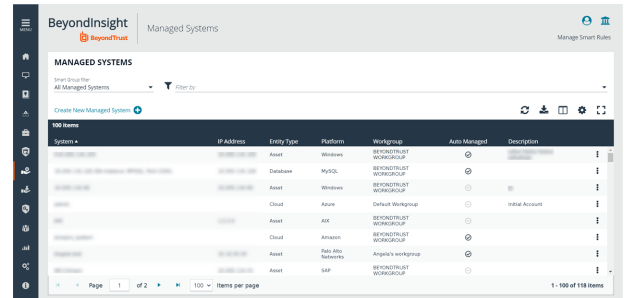 MENU
BeyondInsight
BeyondTrust
Managed Systems
Manage Smart Rules
MANAGED SYSTEMS
Smart Group filter
All Managed Systems
Filter by
Create New Managed System
100 items
System IP Address Entity Type Platform Workgroup Auto Managed Description
Asset Windows BEYONDTRUST WORKGROUP
Database MySQL BEYONDTRUST WORKGROUP
Asset Windows BEYONDTRUST WORKGROUP
Cloud Azure Default Workgroup Initial Account
Asset AIX BEYONDTRUST WORKGROUP
Cloud Amazon BEYONDTRUST WORKGROUP
Asset Palo Alto Networks Angela's workgroup
Asset SAP BEYONDTRUST WORKGROUP
Page 1 of 2 100 Items per page 1 - 100 of 118 items